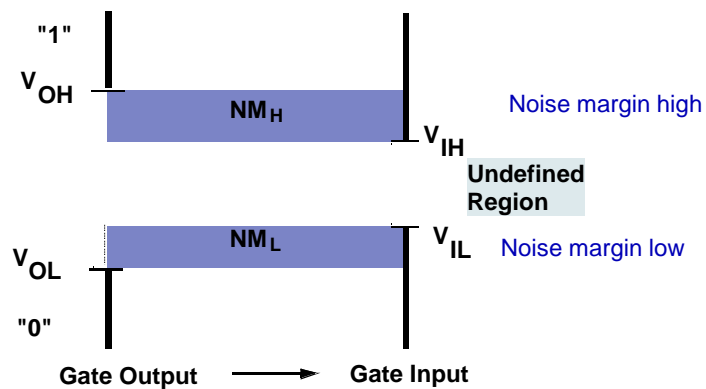 "1"
VOH
NMH
Noise margin high
VIH
Undefined
Region
NML
VIL
Noise margin low
VOL
"0"
Gate Output
Gate Input